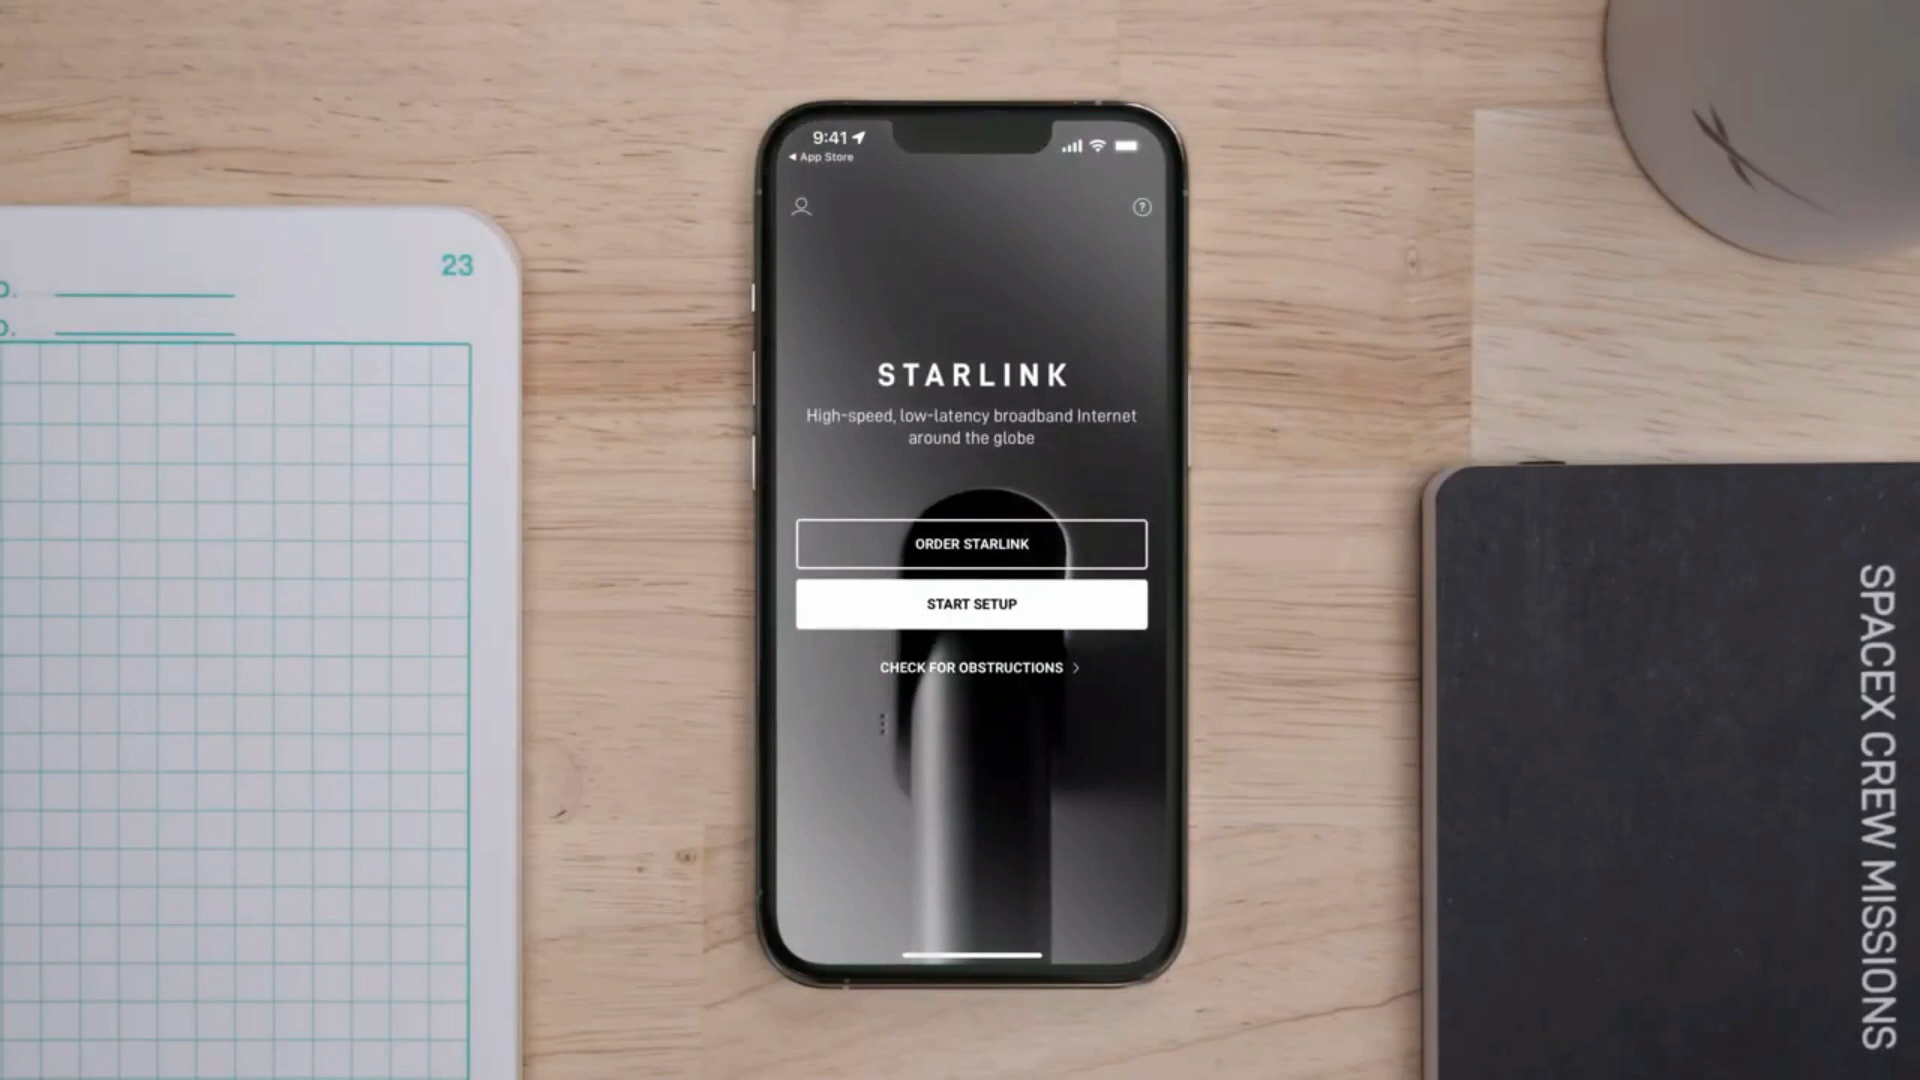 23
9:41
App Store
STARLINK
High-speed, low-latency broadband Internet
around the globe
ORDER STARLINK
START SETUP
CHECK FOR OBSTRUCTIONS
SPACEX CREW MISSIONS